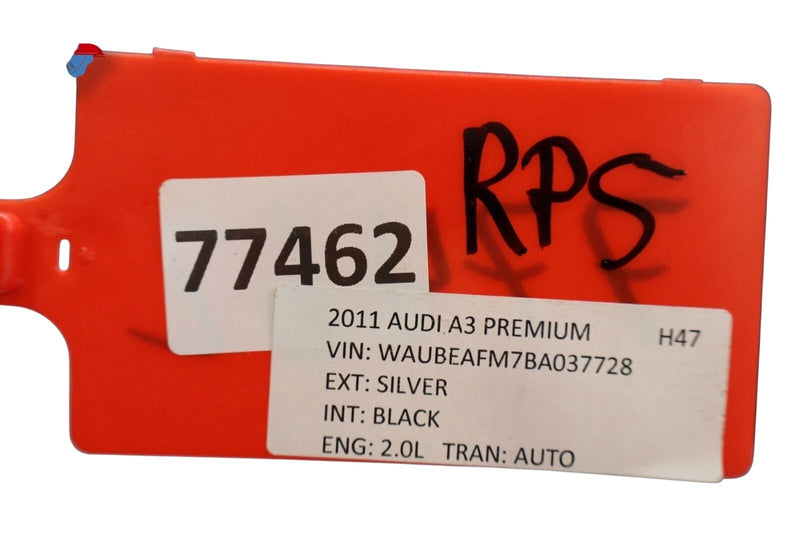 RPS
77462
2011 AUDI A3 PREMIUM H47
VIN: WAUBEAFM7BA037728
EXT: SILVER
INT: BLACK
ENG: 2.0L TRAN: AUTO